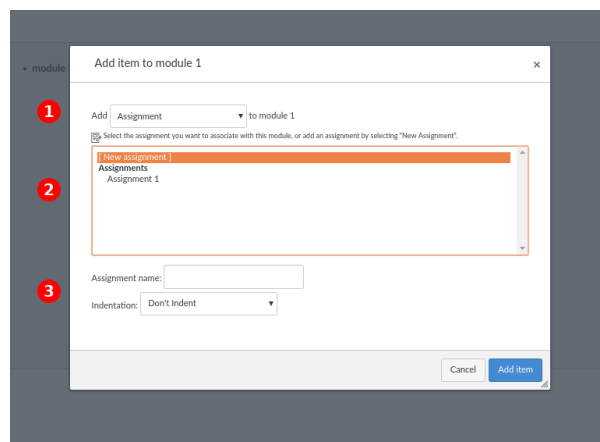 module
Add item to module 1 ×
1
Add Assignment to module 1
Select the assignment you want to associate with this module, or add an assignment by selecting "New Assignment".
2
[ New assignment ]
Assignments
Assignment 1
Assignment name:
3
Indentation: Don't Indent
Cancel Add item